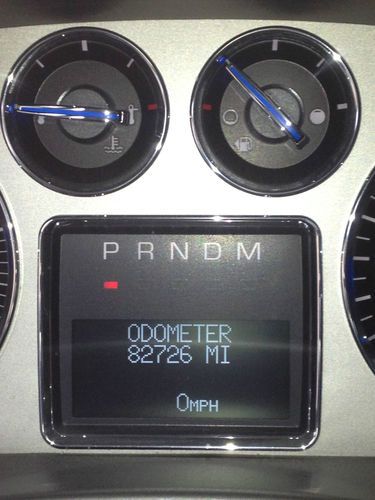 P R N D M
ODOMETER
82726 MI
0MPH